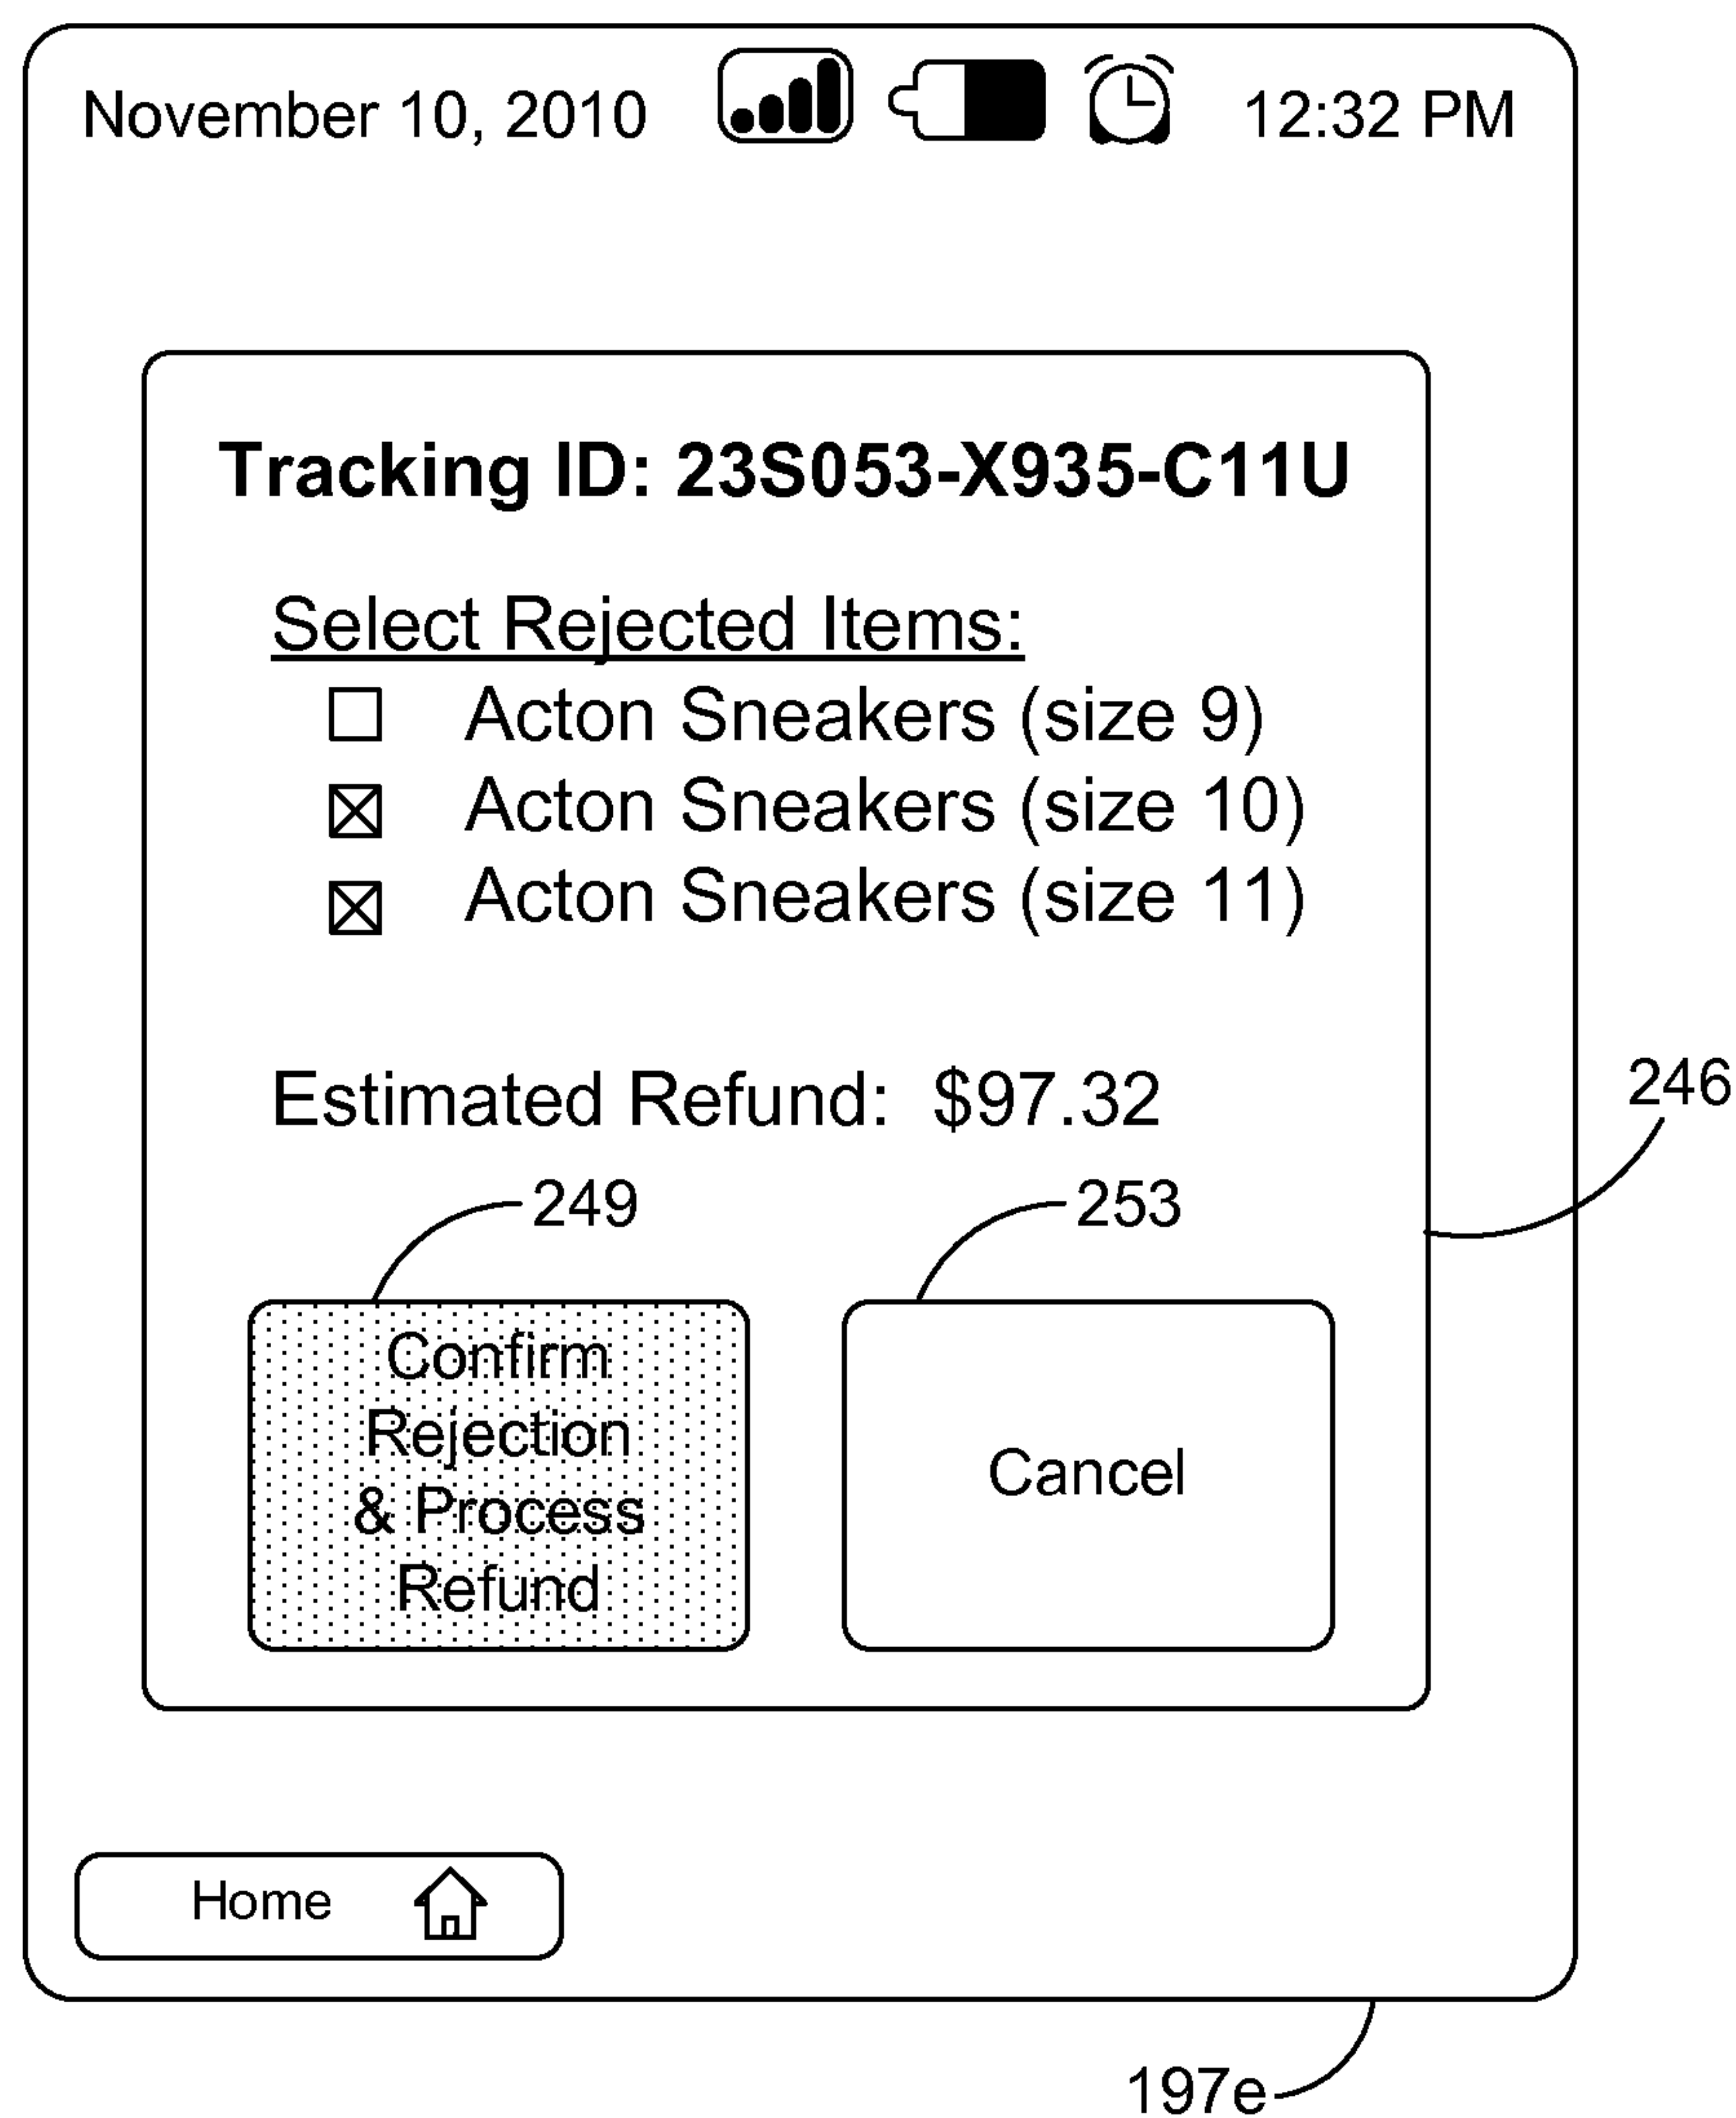 November 10, 2010 12:32 PM
Tracking ID: 23S053-X935-C11U
Select Rejected Items:
Acton Sneakers (size 9)
Acton Sneakers (size 10)
Acton Sneakers (size 11)
Estimated Refund: $97.32
246
249
253
Confirm
Rejection
& Process
Refund
Cancel
Home
197e